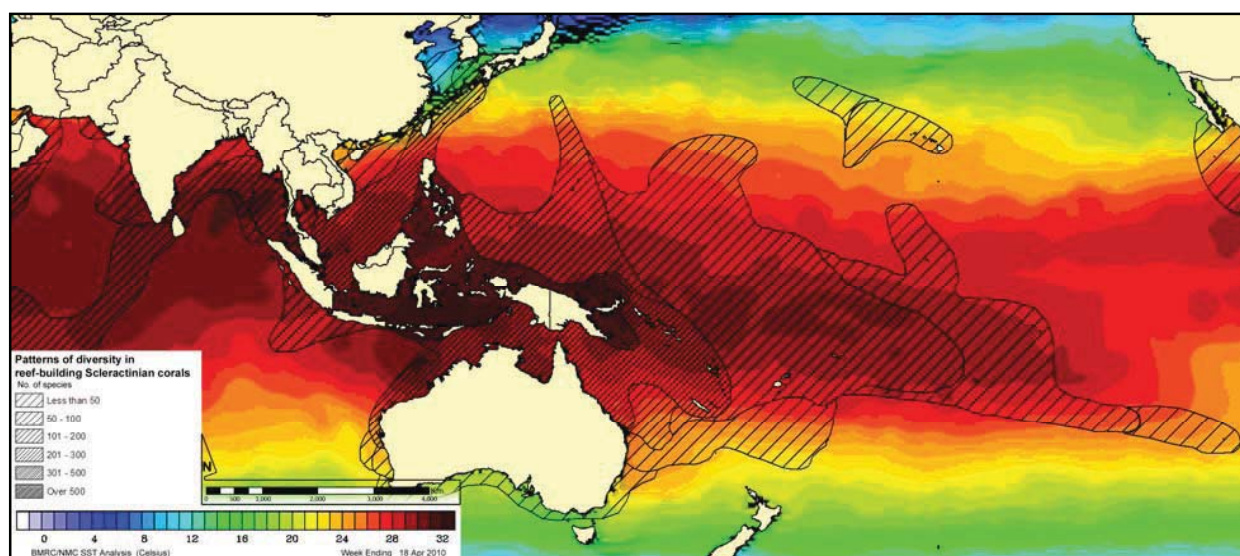 Patterns of diversity in
reef-building Scleractinian corals
No. of species
Less than 50
50 - 100
101 - 200
201 - 300
301 - 500
Over 500
N
0 500 1,000 2,000 3,000 4,000
0 4 8 12 16 20 24 28 32
BMRC/NMC SST Analysis (Celsius) Week Ending 18 Apr 2010